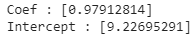 Coef : [0.97912814]
Intercept : [9.22695291]